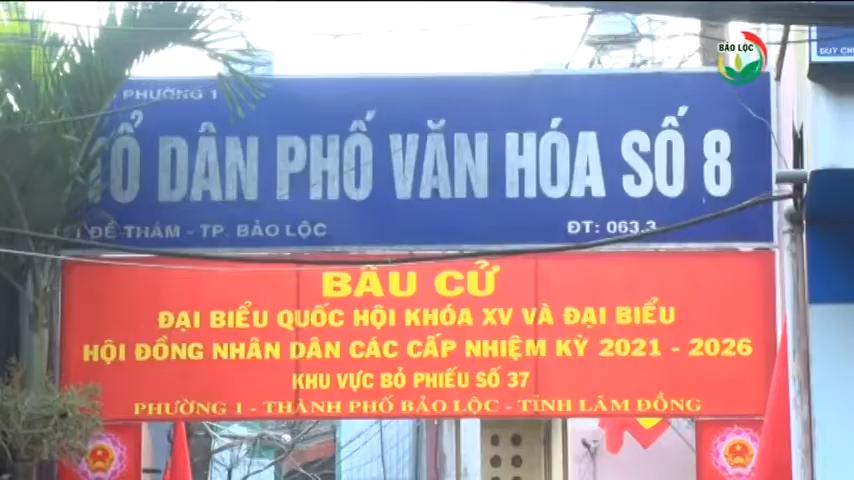 BẢO LỘC
PHƯỜNG 1
TỔ DÂN PHỐ VĂN HÓA SỐ 8
ĐỀ THÁM - TP. BẢO LỘC
ĐT: 063.3
BẦU CỬ
ĐẠI BIỂU QUỐC HỘI KHÓA XV VÀ ĐẠI BIỂU
HỘI ĐỒNG NHÂN DÂN CÁC CẤP NHIỆM KỲ 2021 - 2026
KHU VỰC BỎ PHIẾU SỐ 37
PHƯỜNG 1 - THÀNH PHỐ BẢO LỘC - TỈNH LÂM ĐỒNG